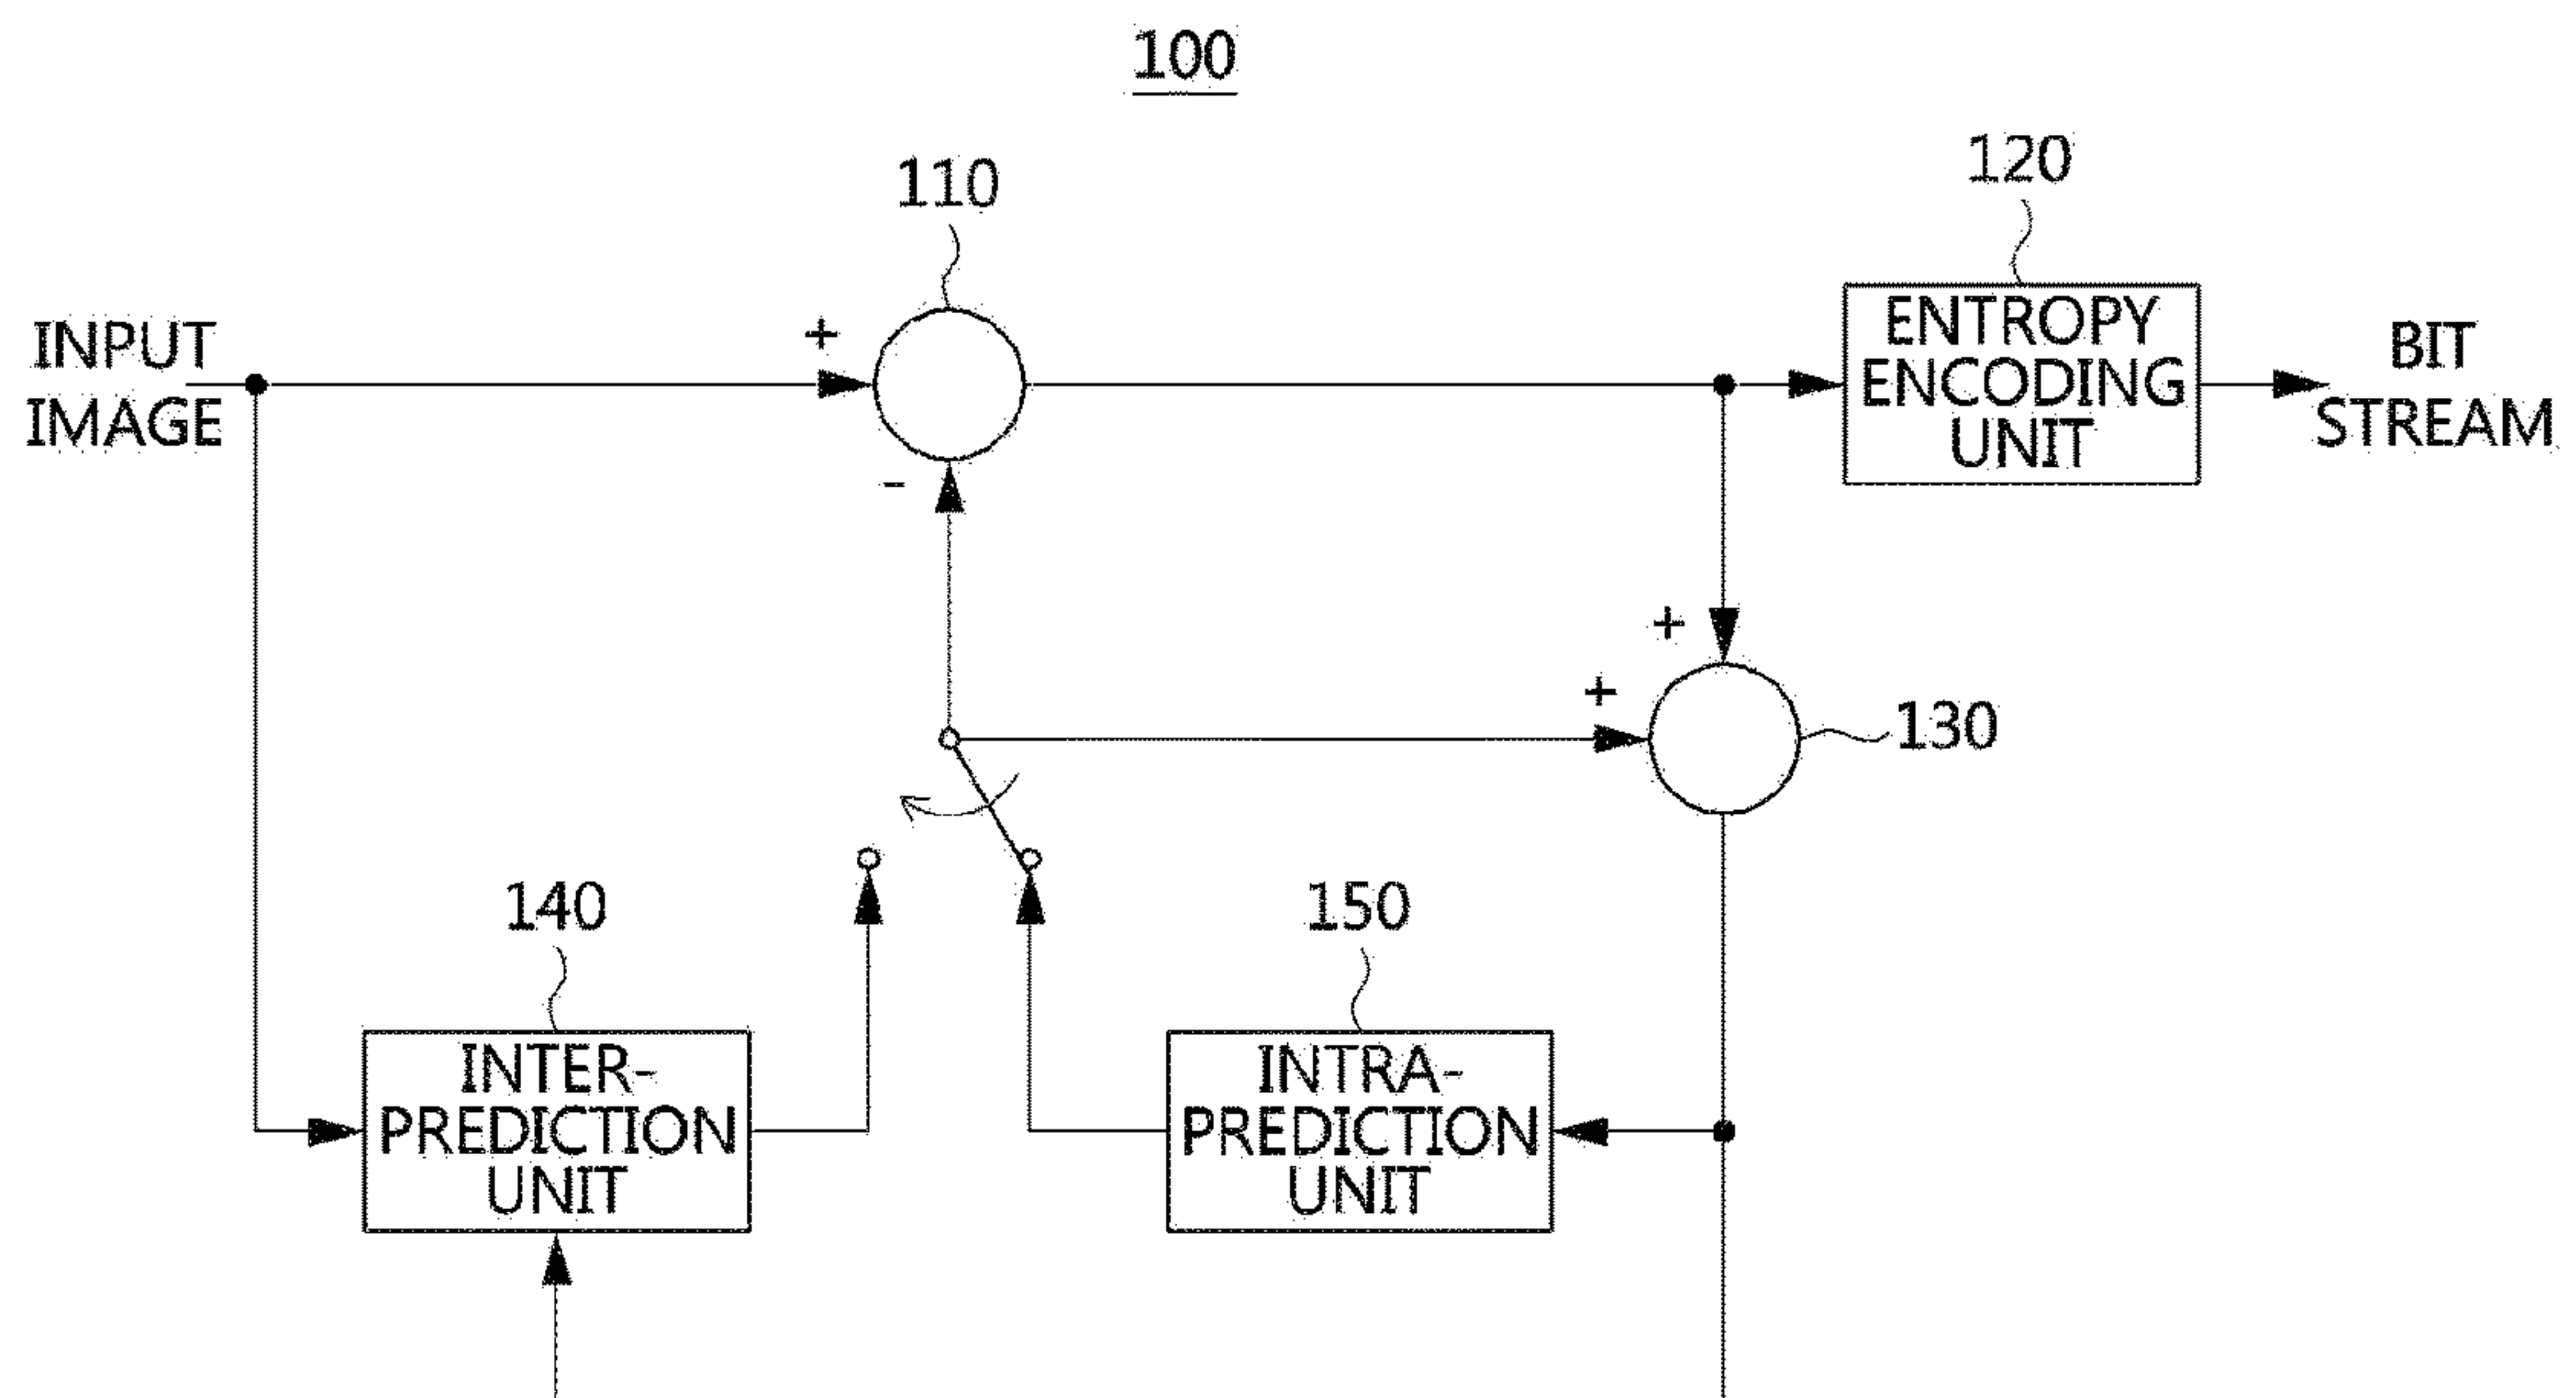 100
110
120
INPUT
IMAGE
+
-
ENTROPY
ENCODING
UNIT
BIT
STREAM
+
+
130
140
150
INTER-
PREDICTION
UNIT
INTRA-
PREDICTION
UNIT